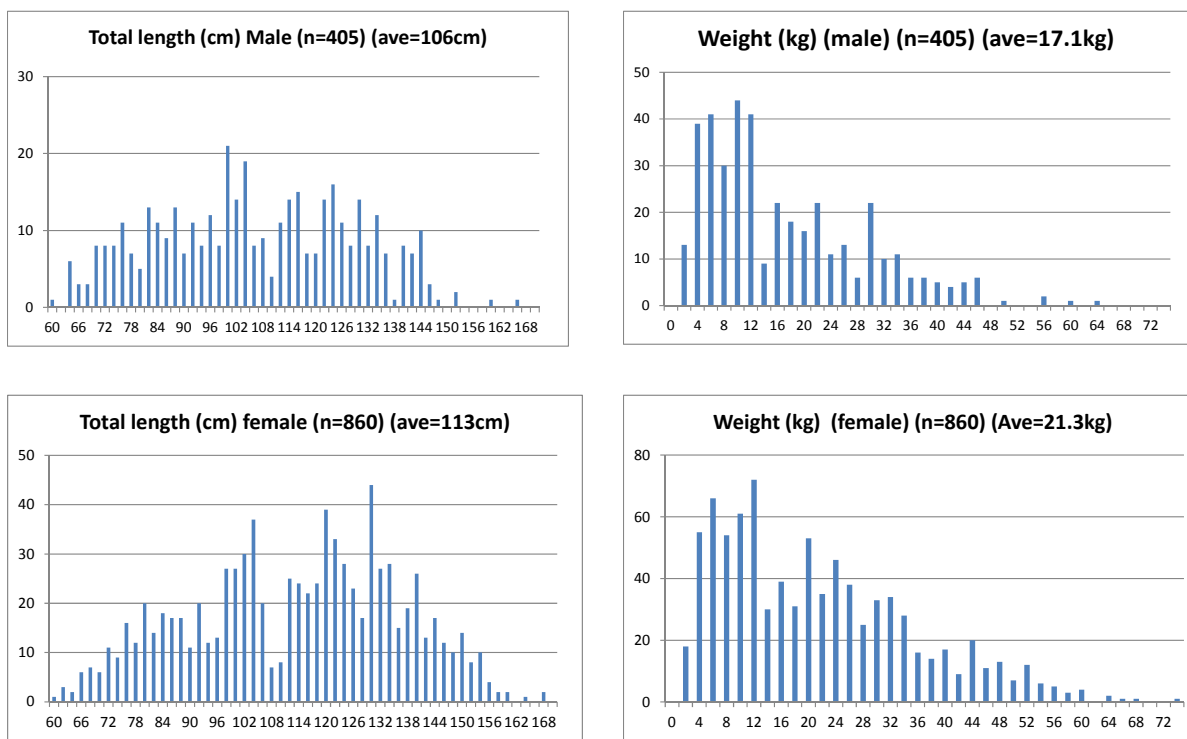 Total length (cm) Male (n=405) (ave=106cm)
30
20
10
0
60 66 72 78 84 90 96 102 108 114 120 126 132 138 144 150 156 162 168
Weight (kg) (male) (n=405) (ave=17.1kg)
50
40
30
20
10
0
0 4 8 12 16 20 24 28 32 36 40 44 48 52 56 60 64 68 72
Total length (cm) female (n=860) (ave=113cm)
50
40
30
20
10
0
60 66 72 78 84 90 96 102 108 114 120 126 132 138 144 150 156 162 168
Weight (kg) (female) (n=860) (Ave=21.3kg)
80
60
40
20
0
0 4 8 12 16 20 24 28 32 36 40 44 48 52 56 60 64 68 72